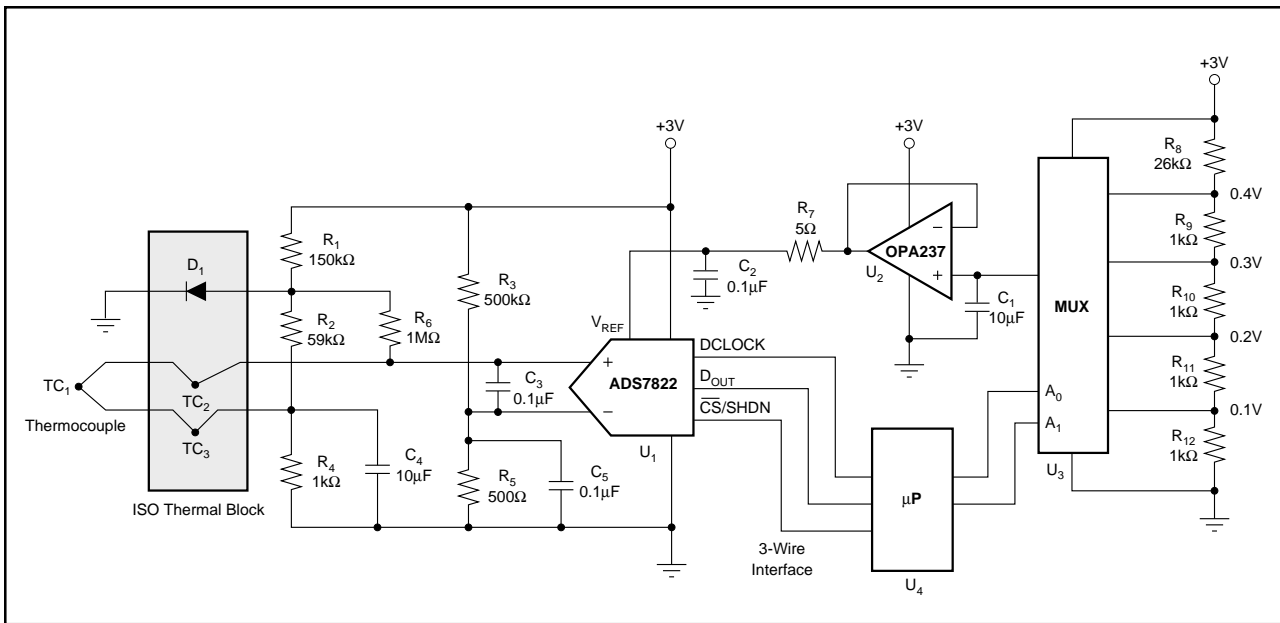 +3V
R8
26kΩ
0.4V
R9
1kΩ
0.3V
R10
1kΩ
0.2V
R11
1kΩ
0.1V
R12
1kΩ
MUX
A0
A1
U3
+3V
OPA237
−
+
U2
C1
10µF
R7
5Ω
C2
0.1µF
+3V
VREF
DCLOCK
DOUT
CS/SHDN
ADS7822
+
−
U1
R3
500kΩ
C3
0.1µF
R5
500Ω
C5
0.1µF
R1
150kΩ
D1
R2
59kΩ
R6
1MΩ
TC1
TC2
Thermocouple
TC3
R4
1kΩ
C4
10µF
ISO Thermal Block
3-Wire
Interface
µP
U4